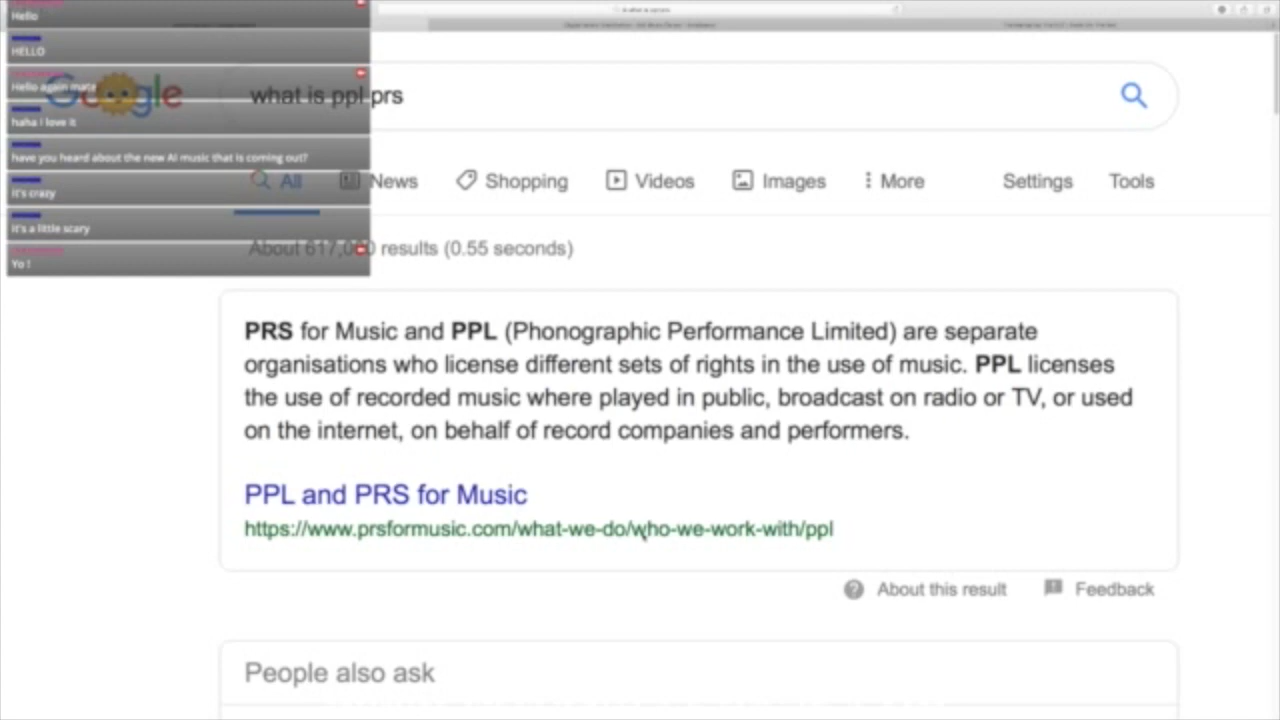 Hello
HELLO
Hello again mate
haha I love it
have you heard about the new AI music that is coming out?
It's crazy
It's a little scary
Yo !
Google
what is ppl prs
All News Shopping Videos Images More Settings Tools
About 617,000 results (0.55 seconds)
PRS for Music and PPL (Phonographic Performance Limited) are separate
organisations who license different sets of rights in the use of music. PPL licenses
the use of recorded music where played in public, broadcast on radio or TV, or used
on the internet, on behalf of record companies and performers.
PPL and PRS for Music
https://www.prsformusic.com/what-we-do/who-we-work-with/ppl
About this result Feedback
People also ask